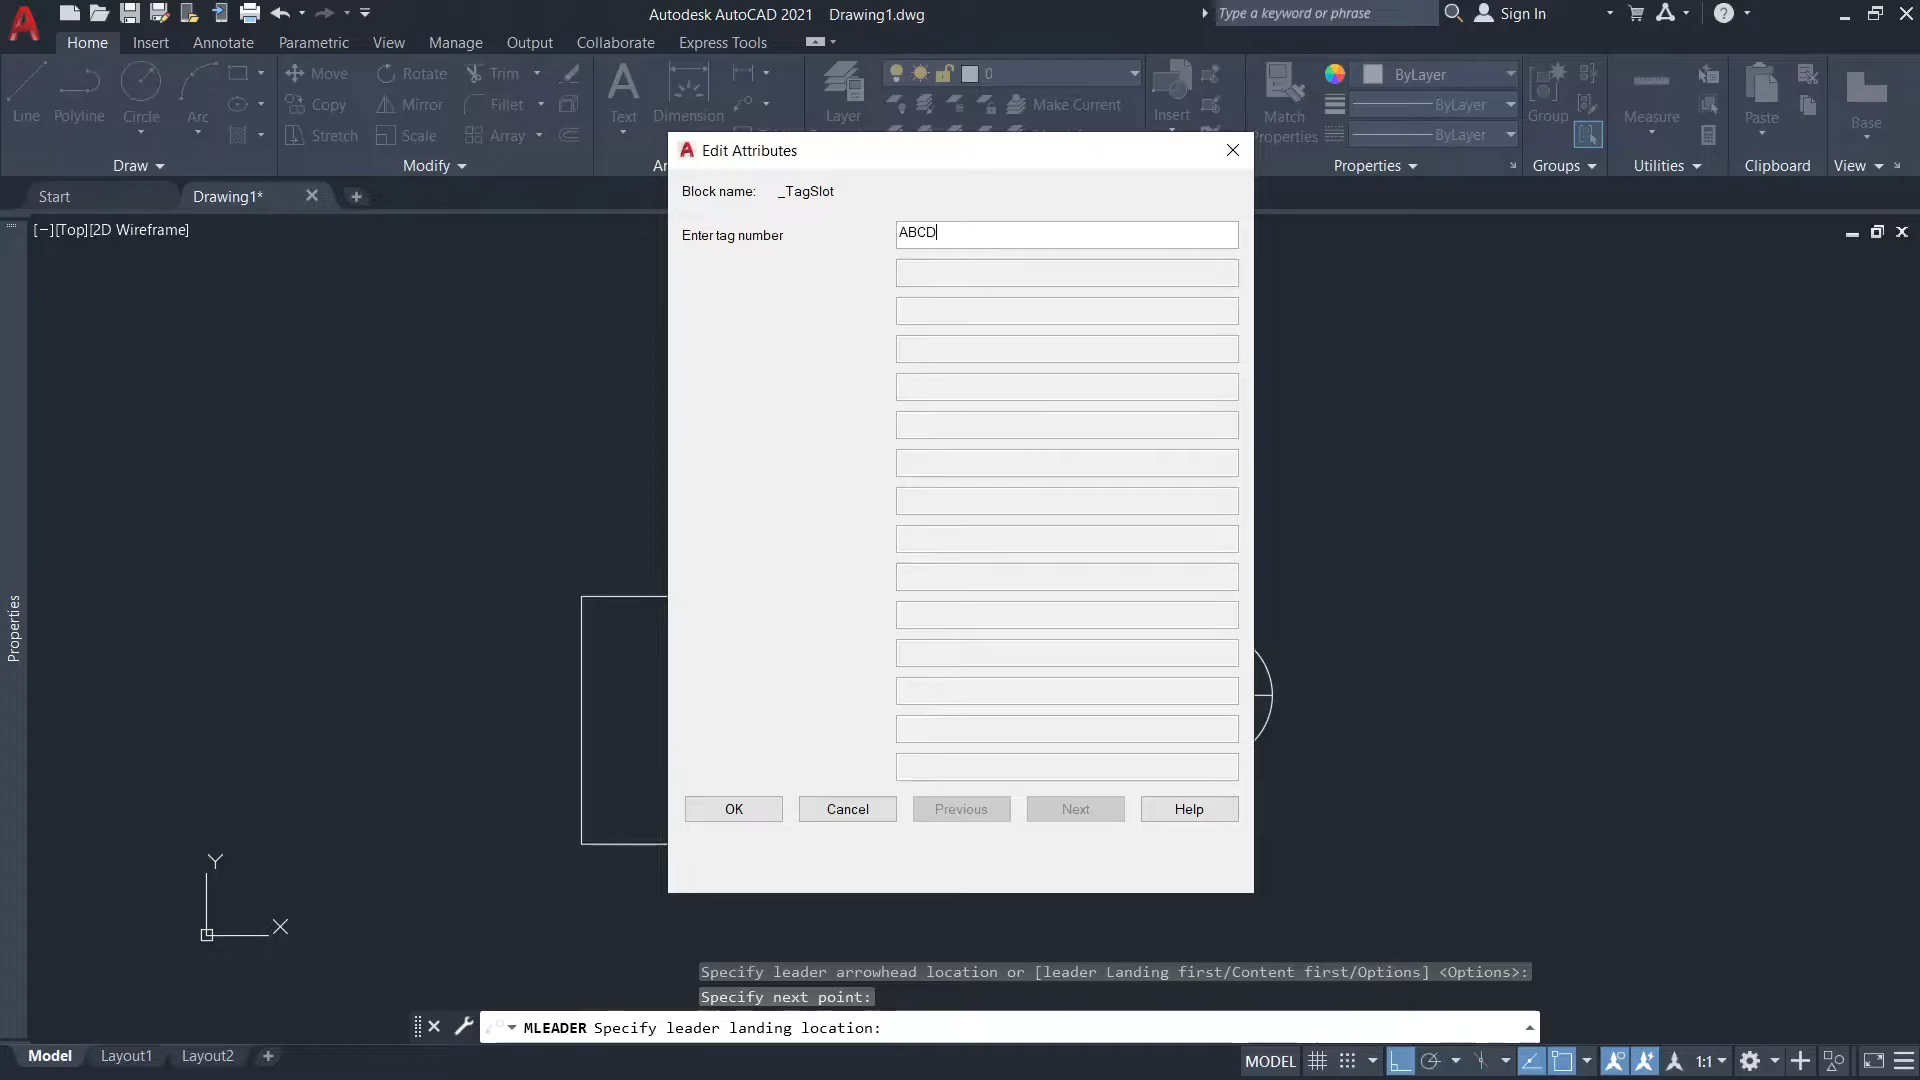 Autodesk AutoCAD 2021 Drawing1.dwg
Type a keyword or phrase
Sign In
Home Insert Annotate Parametric View Manage Output Collaborate Express Tools
Line Polyline Circle Arc
Move Rotate Trim
Copy Mirror Fillet
Stretch Scale Array
Text Dimension
Layer
0
Make Current
Insert
Match
Properties
ByLayer
ByLayer
ByLayer
Group
Measure
Paste
Base
Draw
Modify
Properties
Groups
Utilities
Clipboard
View
Start Drawing1*
[−][Top][2D Wireframe]
Properties
Edit Attributes
Block name: _TagSlot
Enter tag number ABCD
OK Cancel Previous Next Help
Y
X
Specify leader arrowhead location or [leader Landing first/Content first/Options] <Options>:
Specify next point:
MLEADER Specify leader landing location:
Model Layout1 Layout2
MODEL
1:1